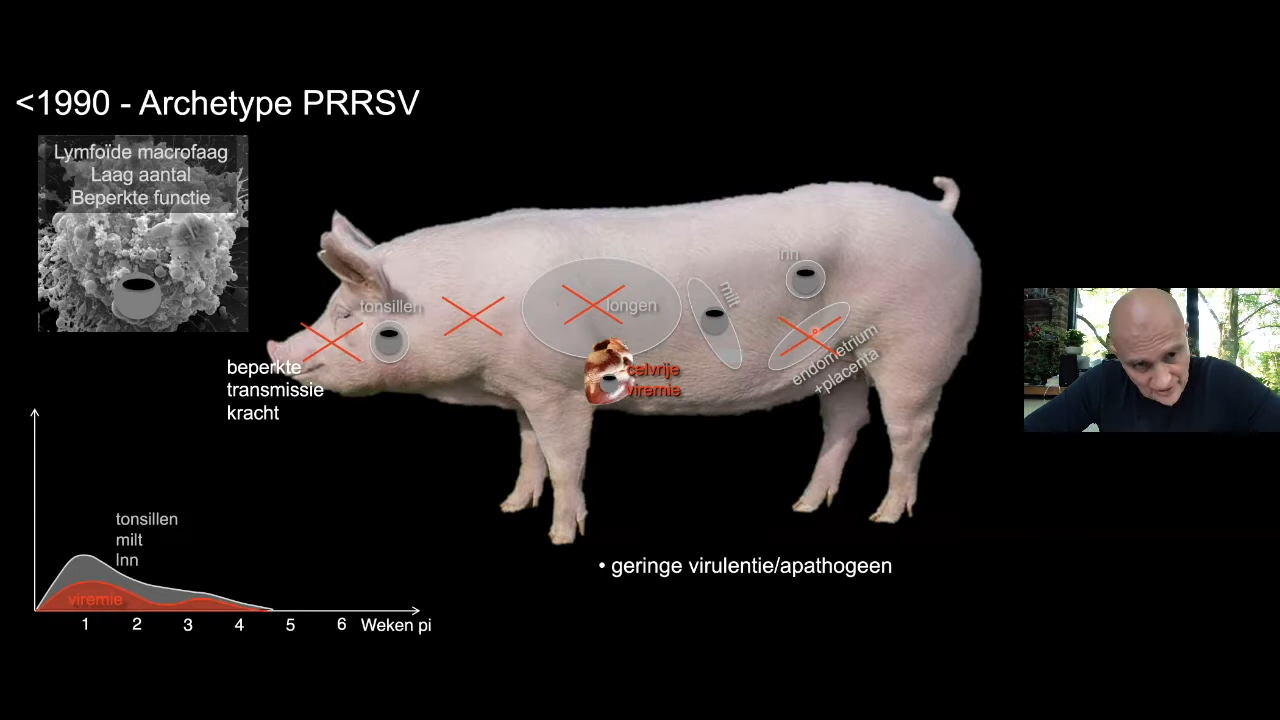 <1990 - Archetype PRRSV
Lymfoïde macrofaag
Laag aantal
Beperkte functie
tonsillen
longen
milt
lnn
endometrium
+placenta
celvrije
viremie
beperkte
transmissie
kracht
tonsillen
milt
lnn
viremie
1 2 3 4 5 6 Weken pi
• geringe virulentie/apathogeen